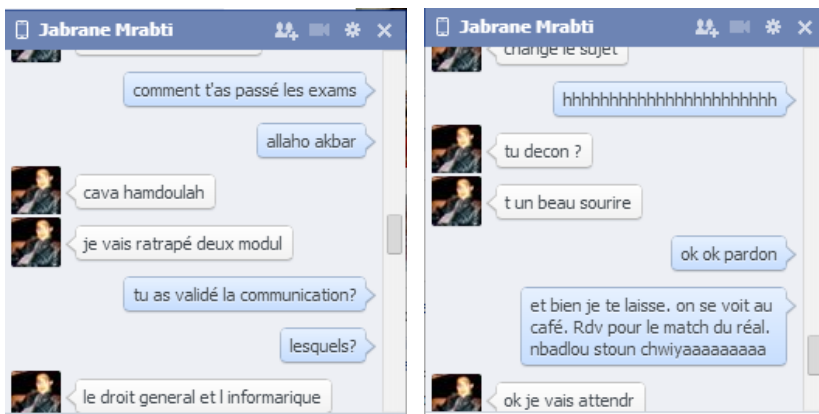 Jabrane Mrabti
comment t'as passé les exams
allaho akbar
cava hamdoulah
je vais ratrapé deux modul
tu as validé la communication?
lesquels?
le droit general et l informarique
Jabrane Mrabti
change le sujet
hhhhhhhhhhhhhhhhhhhhhhh
tu decon ?
t un beau sourire
ok ok pardon
et bien je te laisse. on se voit au
café. Rdv pour le match du réal.
nbadlou stoun chwiyaaaaaaaaa
ok je vais attendr